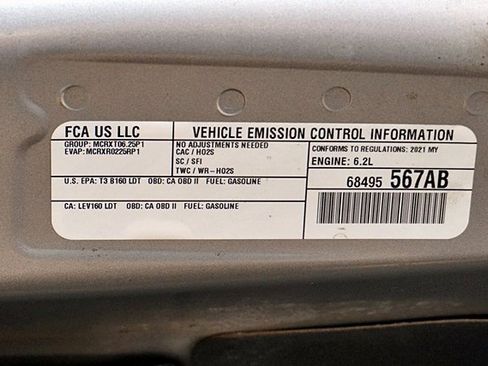 FCA US LLC
VEHICLE EMISSION CONTROL INFORMATION
GROUP: MCRXT06.25P1
EVAP: MCRXR0225RP1
NO ADJUSTMENTS NEEDED
CAC / HO2S
SC / SFI
TWC / WR-HO2S
CONFORMS TO REGULATIONS: 2021 MY
ENGINE: 6.2L
U.S. EPA: T3 B160 LDT OBD: CA OBD II FUEL: GASOLINE
CA: LEV160 LDT OBD: CA OBD II FUEL: GASOLINE
68495 567AB